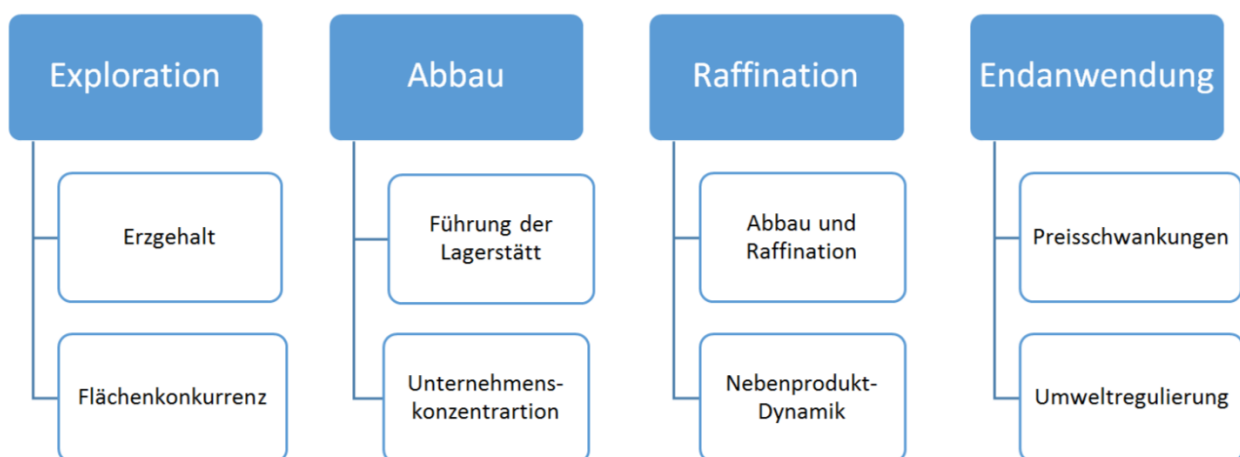 Exploration
Erzgehalt
Flächenkonkurrenz
Abbau
Führung der
Lagerstätt
Unternehmens-
konzentrartion
Raffination
Abbau und
Raffination
Nebenprodukt-
Dynamik
Endanwendung
Preisschwankungen
Umweltregulierung